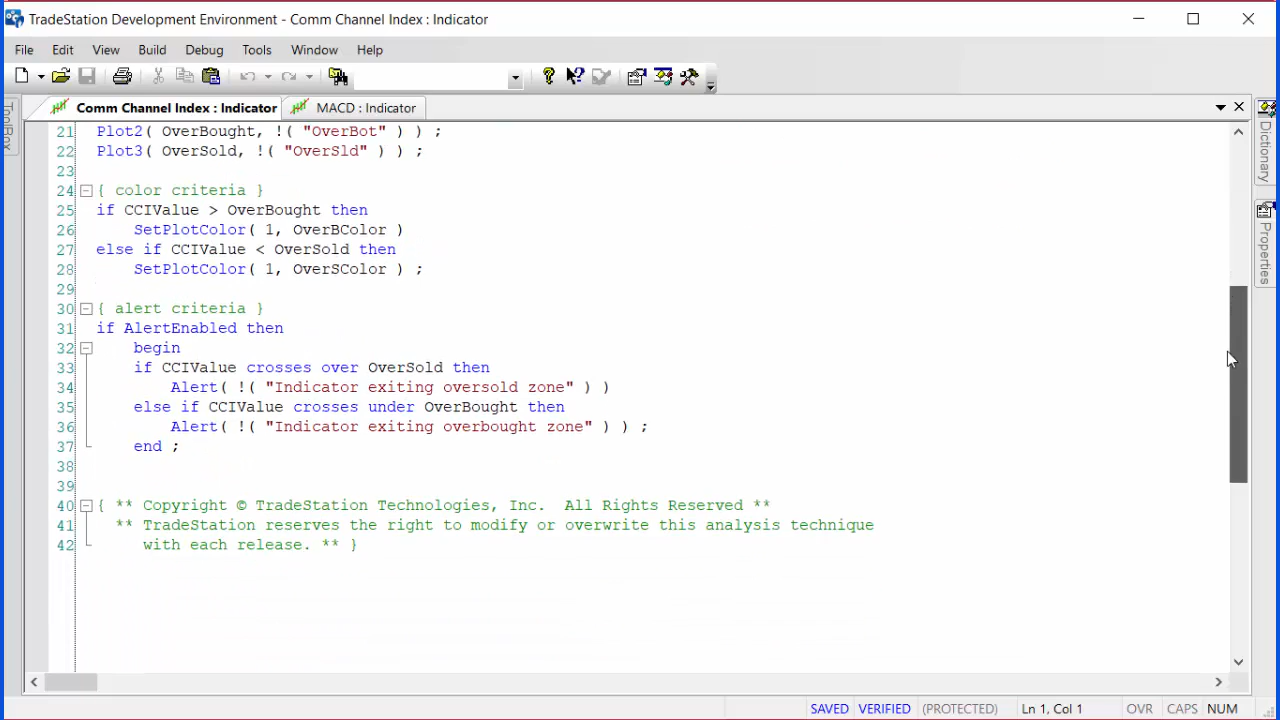 TradeStation Development Environment - Comm Channel Index : Indicator
File Edit View Build Debug Tools Window Help
Comm Channel Index : Indicator MACD : Indicator
ToolBox
Dictionary
Properties
21 Plot2( OverBought, !( "OverBot" ) ) ;
22 Plot3( OverSold, !( "OverSld" ) ) ;
23
24 { color criteria }
25 if CCIValue > OverBought then
26 SetPlotColor( 1, OverBColor )
27 else if CCIValue < OverSold then
28 SetPlotColor( 1, OverSColor ) ;
29
30 { alert criteria }
31 if AlertEnabled then
32 begin
33 if CCIValue crosses over OverSold then
34 Alert( !( "Indicator exiting oversold zone" ) )
35 else if CCIValue crosses under OverBought then
36 Alert( !( "Indicator exiting overbought zone" ) ) ;
37 end ;
38
39
40 { ** Copyright © TradeStation Technologies, Inc. All Rights Reserved **
41 ** TradeStation reserves the right to modify or overwrite this analysis technique
42 with each release. ** }
SAVED VERIFIED (PROTECTED) Ln 1, Col 1 OVR CAPS NUM